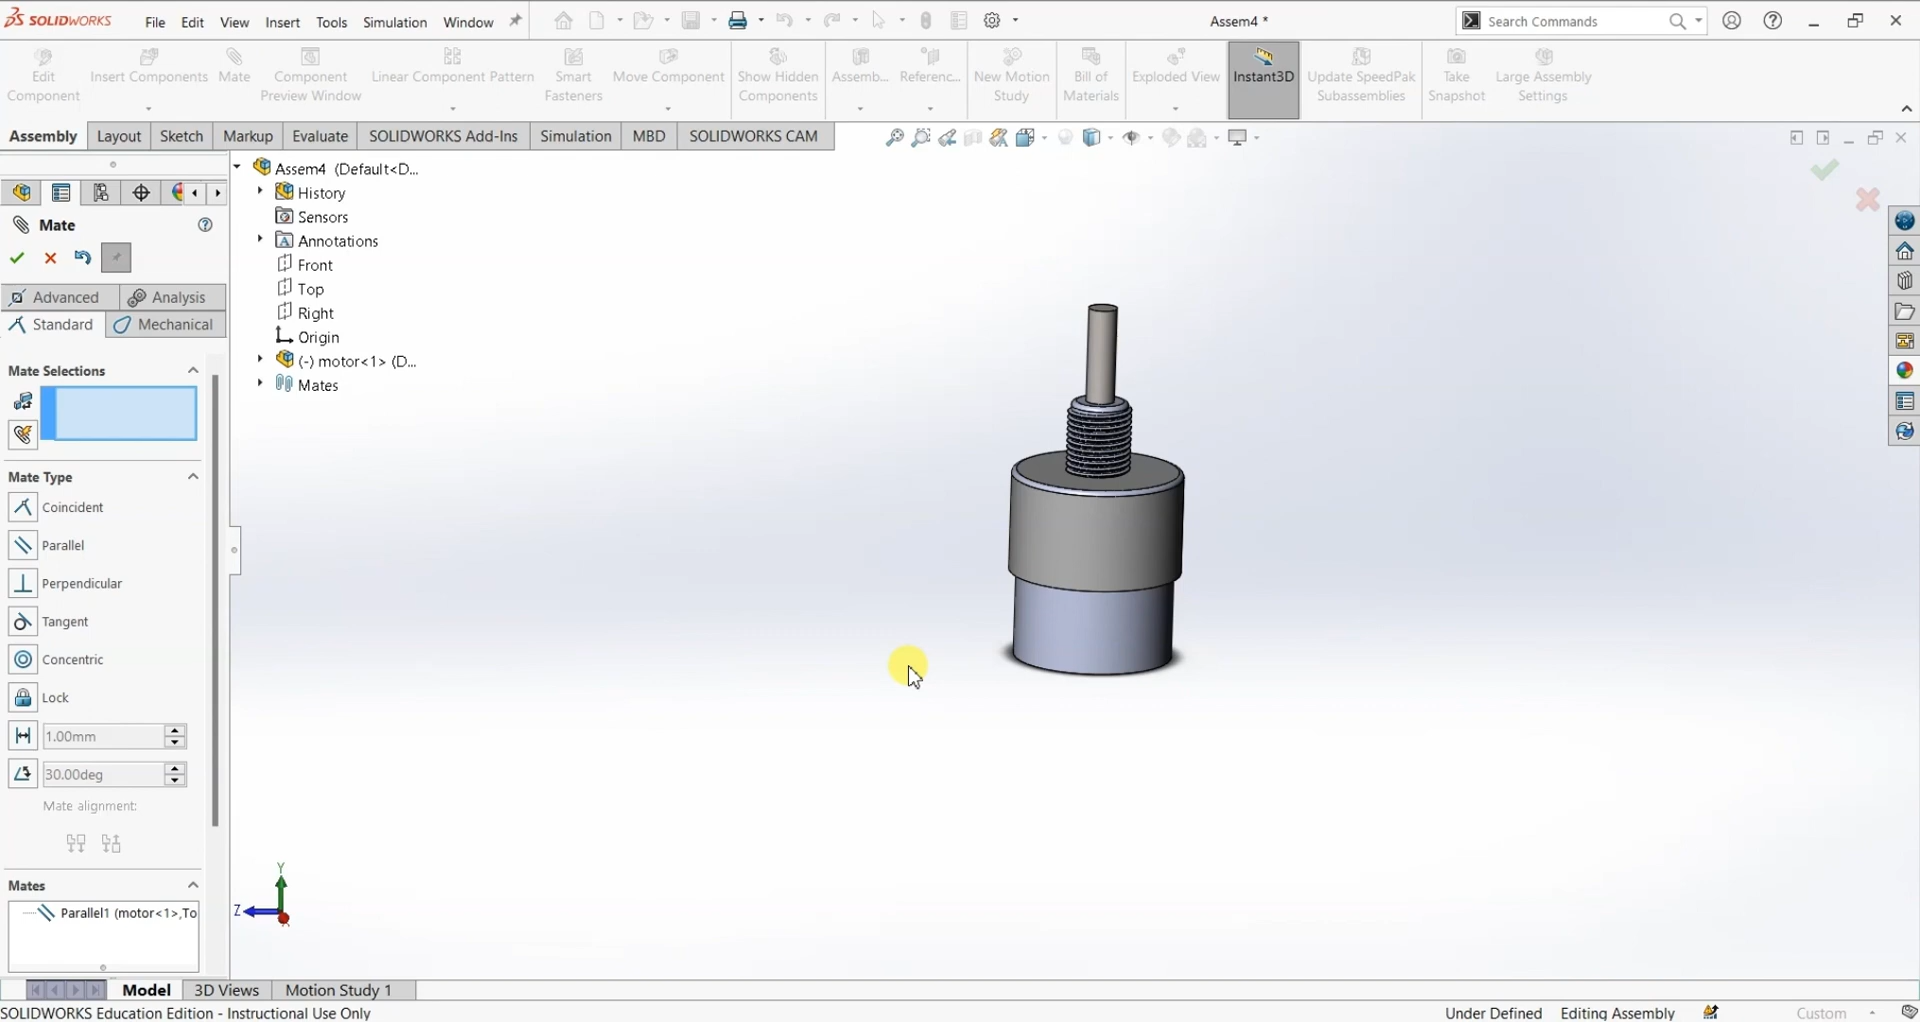 SOLIDWORKS
File Edit View Insert Tools Simulation Window
Assem4 *
Search Commands
Edit Component
Insert Components
Mate
Component Preview Window
Linear Component Pattern
Smart Fasteners
Move Component
Show Hidden Components
Assemb...
Referenc...
New Motion Study
Bill of Materials
Exploded View
Instant3D
Update SpeedPak Subassemblies
Take Snapshot
Large Assembly Settings
Assembly Layout Sketch Markup Evaluate SOLIDWORKS Add-Ins Simulation MBD SOLIDWORKS CAM
Assem4 (Default<D...
History
Sensors
Annotations
Front
Top
Right
Origin
(-) motor<1> (D...
Mates
Mate
Advanced Analysis
Standard Mechanical
Mate Selections
Mate Type
Coincident
Parallel
Perpendicular
Tangent
Concentric
Lock
1.00mm
30.00deg
Mate alignment:
Mates
Parallel1 (motor<1>,To
Y
Z
Model 3D Views Motion Study 1
SOLIDWORKS Education Edition - Instructional Use Only
Under Defined Editing Assembly Custom